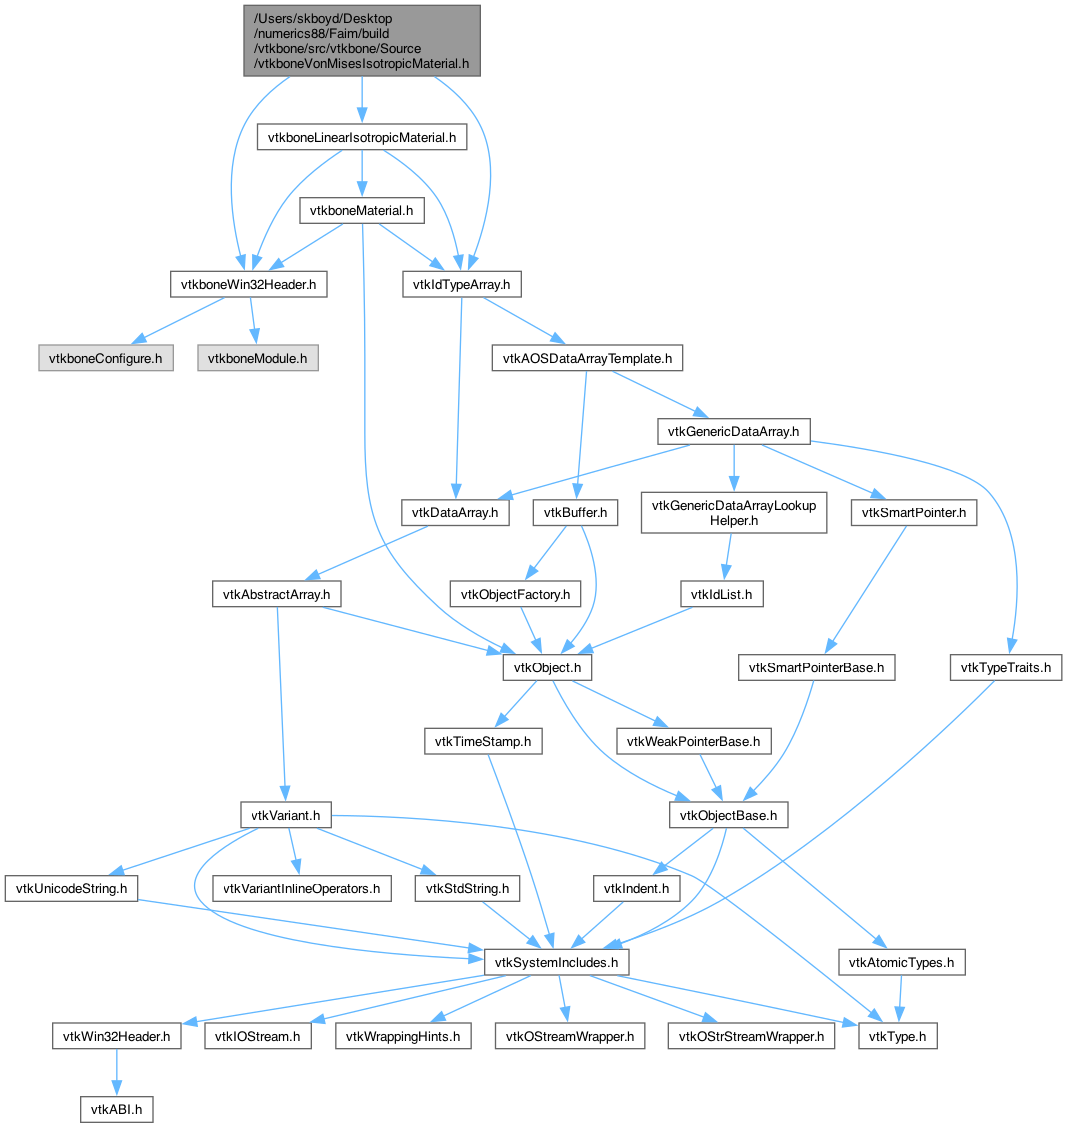 /Users/skboyd/Desktop
/numerics88/Faim/build
/vtkbone/src/vtkbone/Source
/vtkboneVonMisesIsotropicMaterial.h
vtkboneLinearIsotropicMaterial.h
vtkboneMaterial.h
vtkboneWin32Header.h
vtkIdTypeArray.h
vtkboneConfigure.h
vtkboneModule.h
vtkAOSDataArrayTemplate.h
vtkGenericDataArray.h
vtkDataArray.h
vtkBuffer.h
vtkGenericDataArrayLookup
Helper.h
vtkSmartPointer.h
vtkAbstractArray.h
vtkObjectFactory.h
vtkIdList.h
vtkObject.h
vtkSmartPointerBase.h
vtkTypeTraits.h
vtkTimeStamp.h
vtkWeakPointerBase.h
vtkVariant.h
vtkObjectBase.h
vtkUnicodeString.h
vtkVariantInlineOperators.h
vtkStdString.h
vtkIndent.h
vtkSystemIncludes.h
vtkAtomicTypes.h
vtkWin32Header.h
vtkIOStream.h
vtkWrappingHints.h
vtkOStreamWrapper.h
vtkOStrStreamWrapper.h
vtkType.h
vtkABI.h